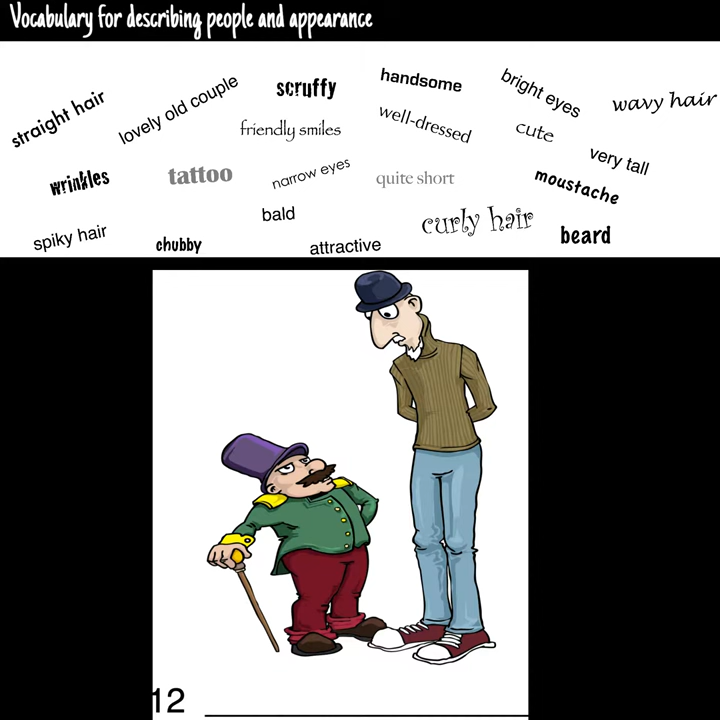 Vocabulary for describing people and appearance
straight hair
lovely old couple
scruffy
handsome
bright eyes
wavy hair
friendly smiles
well-dressed
cute
very tall
wrinkles
tattoo
narrow eyes
quite short
moustache
spiky hair
chubby
bald
attractive
curly hair
beard
12